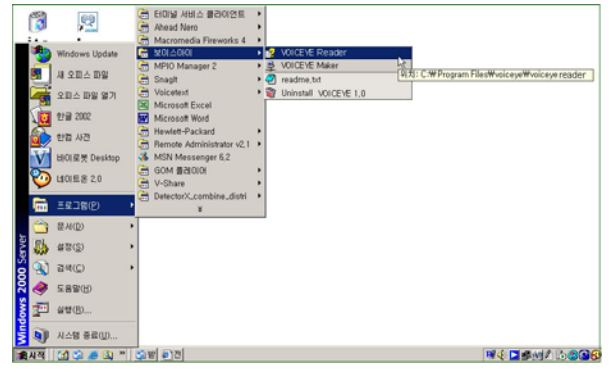 Windows Update
새 오피스 파일
오피스 파일 열기
한글 2002
한컴 사전
바이로봇 Desktop
네이트온 2.0
프로그램(P)
문서(D)
설정(S)
검색(C)
도움말(H)
실행(R)...
시스템 종료(U)...
Windows 2000 Server
터미널 서비스 클라이언트
Ahead Nero
Macromedia Fireworks 4
보이스아이
MPIO Manager 2
SnagIt
Voicetext
Microsoft Excel
Microsoft Word
Hewlett-Packard
Remote Administrator v2.1
MSN Messenger 6.2
GOM 플레이어
V-Share
DetectorX_combine_distri
VOICEYE Reader
VOICEYE Maker
readme.txt
Uninstall VOICEYE 1.0
위치: C:₩Program Files₩voiceye₩voiceye reader
시작